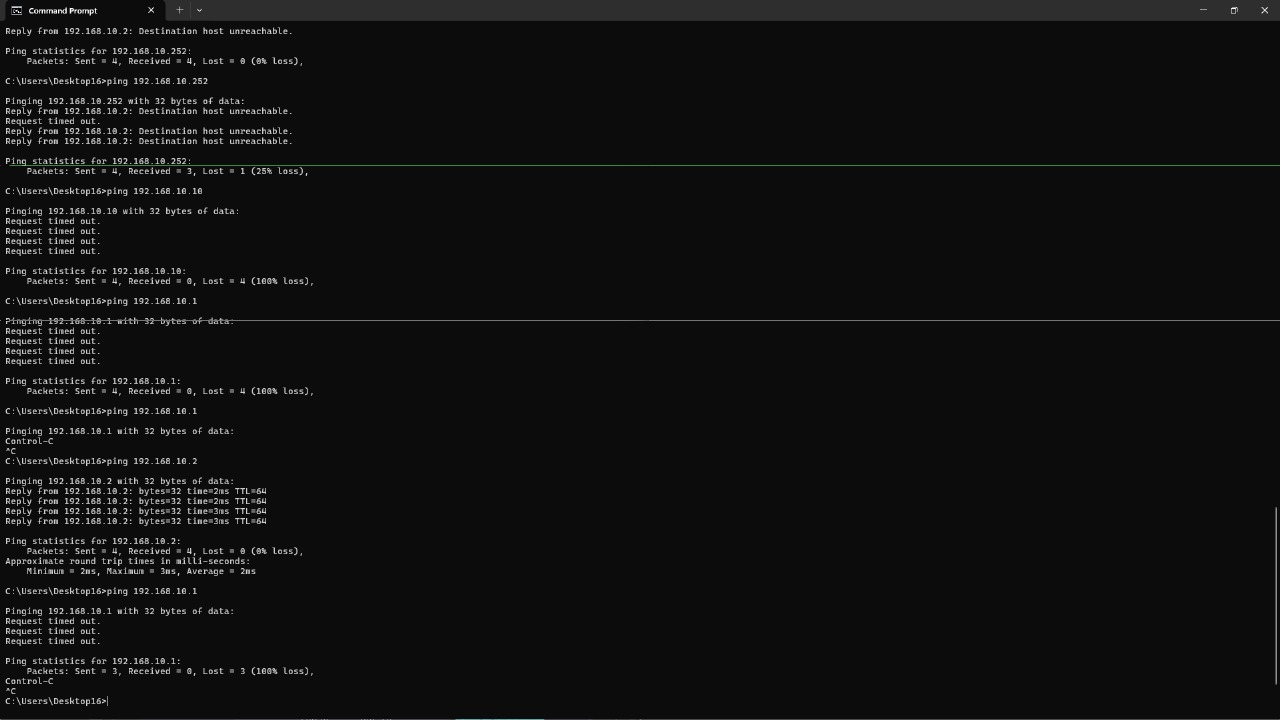 Command Prompt
Reply from 192.168.10.2: Destination host unreachable.
Ping statistics for 192.168.10.252:
Packets: Sent = 4, Received = 4, Lost = 0 (0% loss),
C:\Users\Desktop16>ping 192.168.10.252
Pinging 192.168.10.252 with 32 bytes of data:
Reply from 192.168.10.2: Destination host unreachable.
Request timed out.
Reply from 192.168.10.2: Destination host unreachable.
Reply from 192.168.10.2: Destination host unreachable.
Ping statistics for 192.168.10.252:
Packets: Sent = 4, Received = 3, Lost = 1 (25% loss),
C:\Users\Desktop16>ping 192.168.10.10
Pinging 192.168.10.10 with 32 bytes of data:
Request timed out.
Request timed out.
Request timed out.
Request timed out.
Ping statistics for 192.168.10.10:
Packets: Sent = 4, Received = 0, Lost = 4 (100% loss),
C:\Users\Desktop16>ping 192.168.10.1
Pinging 192.168.10.1 with 32 bytes of data:
Request timed out.
Request timed out.
Request timed out.
Request timed out.
Ping statistics for 192.168.10.1:
Packets: Sent = 4, Received = 0, Lost = 4 (100% loss),
C:\Users\Desktop16>ping 192.168.10.1
Pinging 192.168.10.1 with 32 bytes of data:
Control-C
^C
C:\Users\Desktop16>ping 192.168.10.2
Pinging 192.168.10.2 with 32 bytes of data:
Reply from 192.168.10.2: bytes=32 time=2ms TTL=64
Reply from 192.168.10.2: bytes=32 time=2ms TTL=64
Reply from 192.168.10.2: bytes=32 time=3ms TTL=64
Reply from 192.168.10.2: bytes=32 time=3ms TTL=64
Ping statistics for 192.168.10.2:
Packets: Sent = 4, Received = 4, Lost = 0 (0% loss),
Approximate round trip times in milli-seconds:
Minimum = 2ms, Maximum = 3ms, Average = 2ms
C:\Users\Desktop16>ping 192.168.10.1
Pinging 192.168.10.1 with 32 bytes of data:
Request timed out.
Request timed out.
Request timed out.
Ping statistics for 192.168.10.1:
Packets: Sent = 3, Received = 0, Lost = 3 (100% loss),
Control-C
^C
C:\Users\Desktop16>